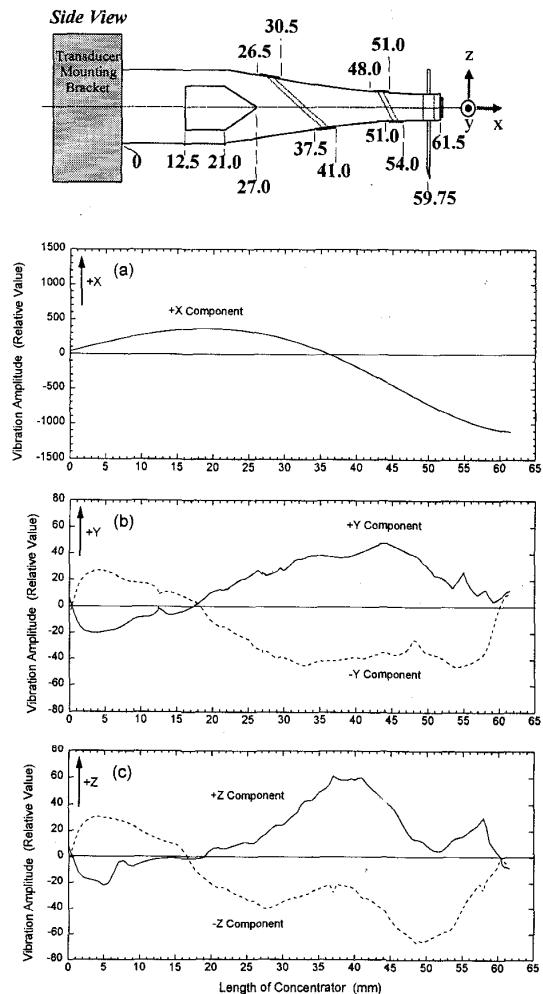 Side View
Transducer
Mounting
Bracket
26.5
30.5
48.0
51.0
z
x
y
0
12.5
21.0
27.0
37.5
41.0
51.0
54.0
61.5
59.75
Vibration Amplitude (Relative Value)
1500
1000
500
0
-500
-1000
-1500
+X
(a)
+X Component
0 5 10 15 20 25 30 35 40 45 50 55 60 65
Vibration Amplitude (Relative Value)
80
60
40
20
0
-20
-40
-60
-80
+Y
(b)
+Y Component
-Y Component
0 5 10 15 20 25 30 35 40 45 50 55 60 65
Vibration Amplitude (Relative Value)
80
60
40
20
0
-20
-40
-60
-80
+Z
(c)
+Z Component
-Z Component
0 5 10 15 20 25 30 35 40 45 50 55 60 65
Length of Concentrator (mm)